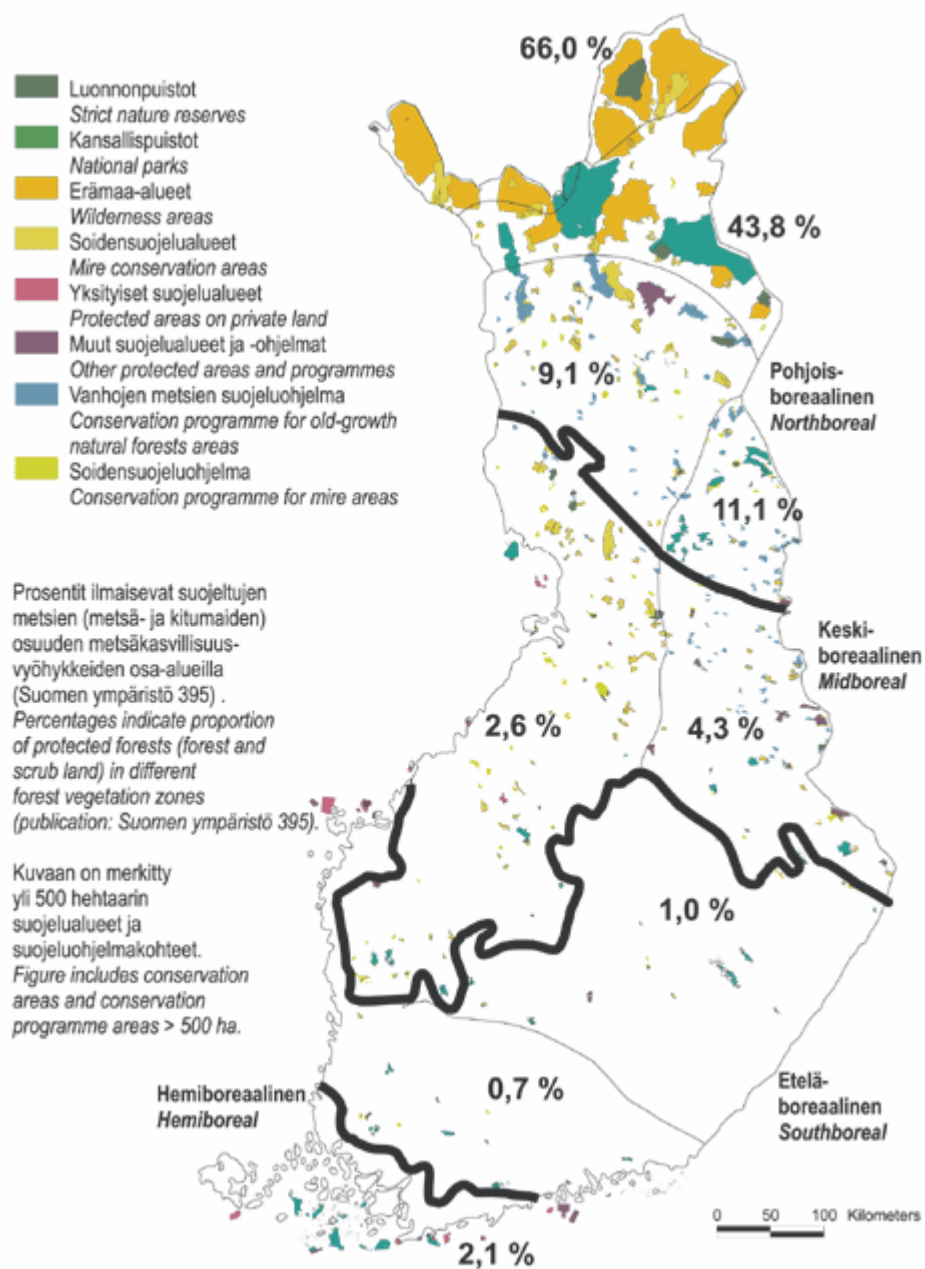 Luonnonpuistot
Strict nature reserves
Kansallispuistot
National parks
Erämaa-alueet
Wilderness areas
Soidensuojelualueet
Mire conservation areas
Yksityiset suojelualueet
Protected areas on private land
Muut suojelualueet ja -ohjelmat
Other protected areas and programmes
Vanhojen metsien suojeluohjelma
Conservation programme for old-growth
natural forests areas
Soidensuojeluohjelma
Conservation programme for mire areas
Prosentit ilmaisevat suojeltujen
metsien (metsä- ja kitumaiden)
osuuden metsäkasvillisuus-
vyöhykkeiden osa-alueilla
(Suomen ympäristö 395) .
Percentages indicate proportion
of protected forests (forest and
scrub land) in different
forest vegetation zones
(publication: Suomen ympäristö 395).
Kuvaan on merkitty
yli 500 hehtaarin
suojelualueet ja
suojeluohjelmakohteet.
Figure includes conservation
areas and conservation
programme areas > 500 ha.
66,0 %
43,8 %
9,1 %
Pohjois-
boreaalinen
Northboreal
11,1 %
Keski-
boreaalinen
Midboreal
2,6 %
4,3 %
1,0 %
0,7 %
Hemiboreaalinen
Hemiboreal
Etelä-
boreaalinen
Southboreal
0 50 100 Kilometers
2,1 %